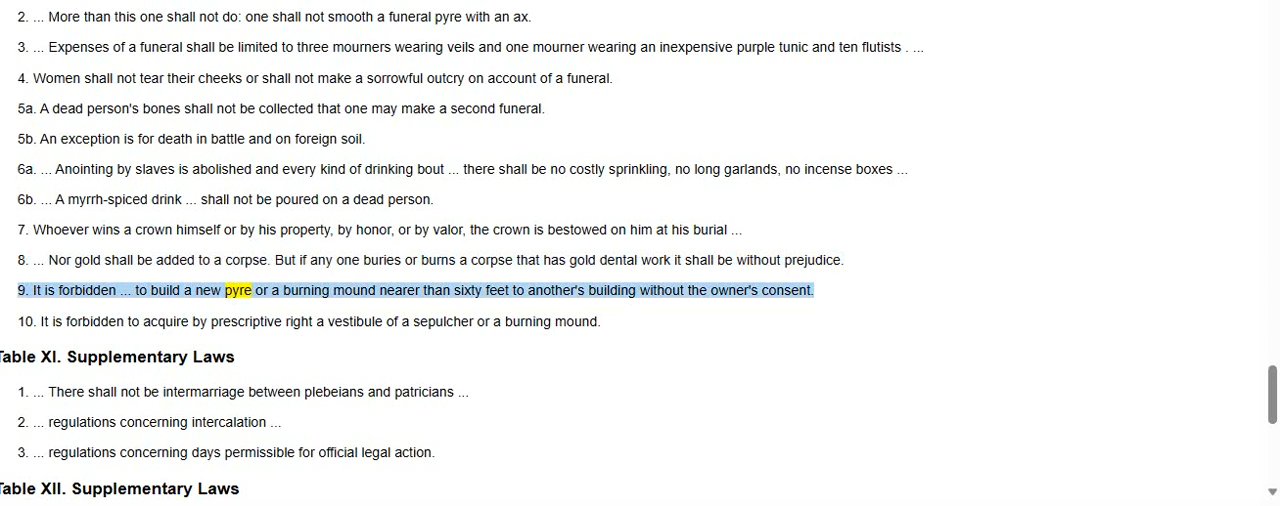 2. ... More than this one shall not do: one shall not smooth a funeral pyre with an ax.
3. ... Expenses of a funeral shall be limited to three mourners wearing veils and one mourner wearing an inexpensive purple tunic and ten flutists . ...
4. Women shall not tear their cheeks or shall not make a sorrowful outcry on account of a funeral.
5a. A dead person's bones shall not be collected that one may make a second funeral.
5b. An exception is for death in battle and on foreign soil.
6a. ... Anointing by slaves is abolished and every kind of drinking bout ... there shall be no costly sprinkling, no long garlands, no incense boxes ...
6b. ... A myrrh-spiced drink ... shall not be poured on a dead person.
7. Whoever wins a crown himself or by his property, by honor, or by valor, the crown is bestowed on him at his burial ...
8. ... Nor gold shall be added to a corpse. But if any one buries or burns a corpse that has gold dental work it shall be without prejudice.
9. It is forbidden ... to build a new pyre or a burning mound nearer than sixty feet to another's building without the owner's consent.
10. It is forbidden to acquire by prescriptive right a vestibule of a sepulcher or a burning mound.
Table XI. Supplementary Laws
1. ... There shall not be intermarriage between plebeians and patricians ...
2. ... regulations concerning intercalation ...
3. ... regulations concerning days permissible for official legal action.
Table XII. Supplementary Laws